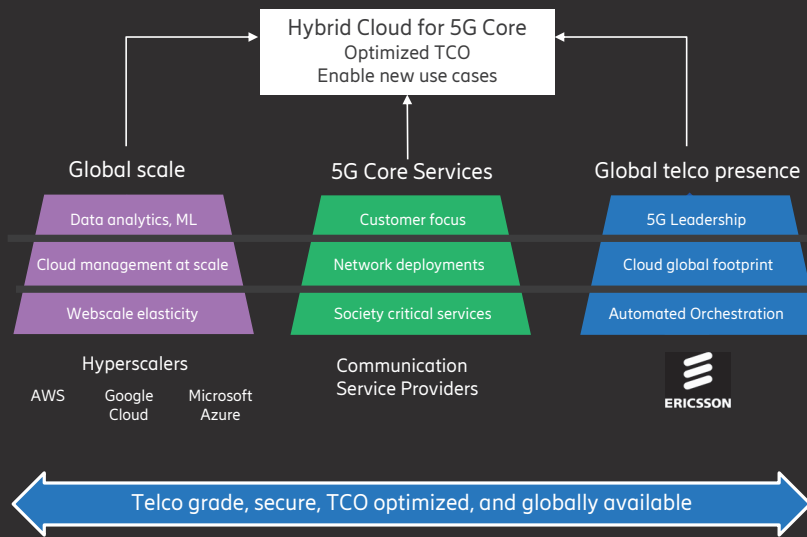 Hybrid Cloud for 5G Core
Optimized TCO
Enable new use cases
Global scale
5G Core Services
Global telco presence
Data analytics, ML
Customer focus
5G Leadership
Cloud management at scale
Network deployments
Cloud global footprint
Webscale elasticity
Society critical services
Automated Orchestration
Hyperscalers
AWS
Google
Cloud
Microsoft
Azure
Communication
Service Providers
ERICSSON
Telco grade, secure, TCO optimized, and globally available